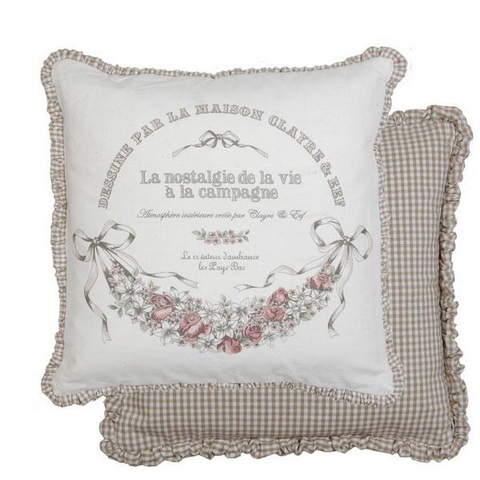 DESSINE PAR LA MAISON CLAYRE & EEF
La nostalgie de la vie
à la campagne
Atmosphère intérieure créée par Clayre & Eef
Le créateur d'ambiance
les Pays Bas